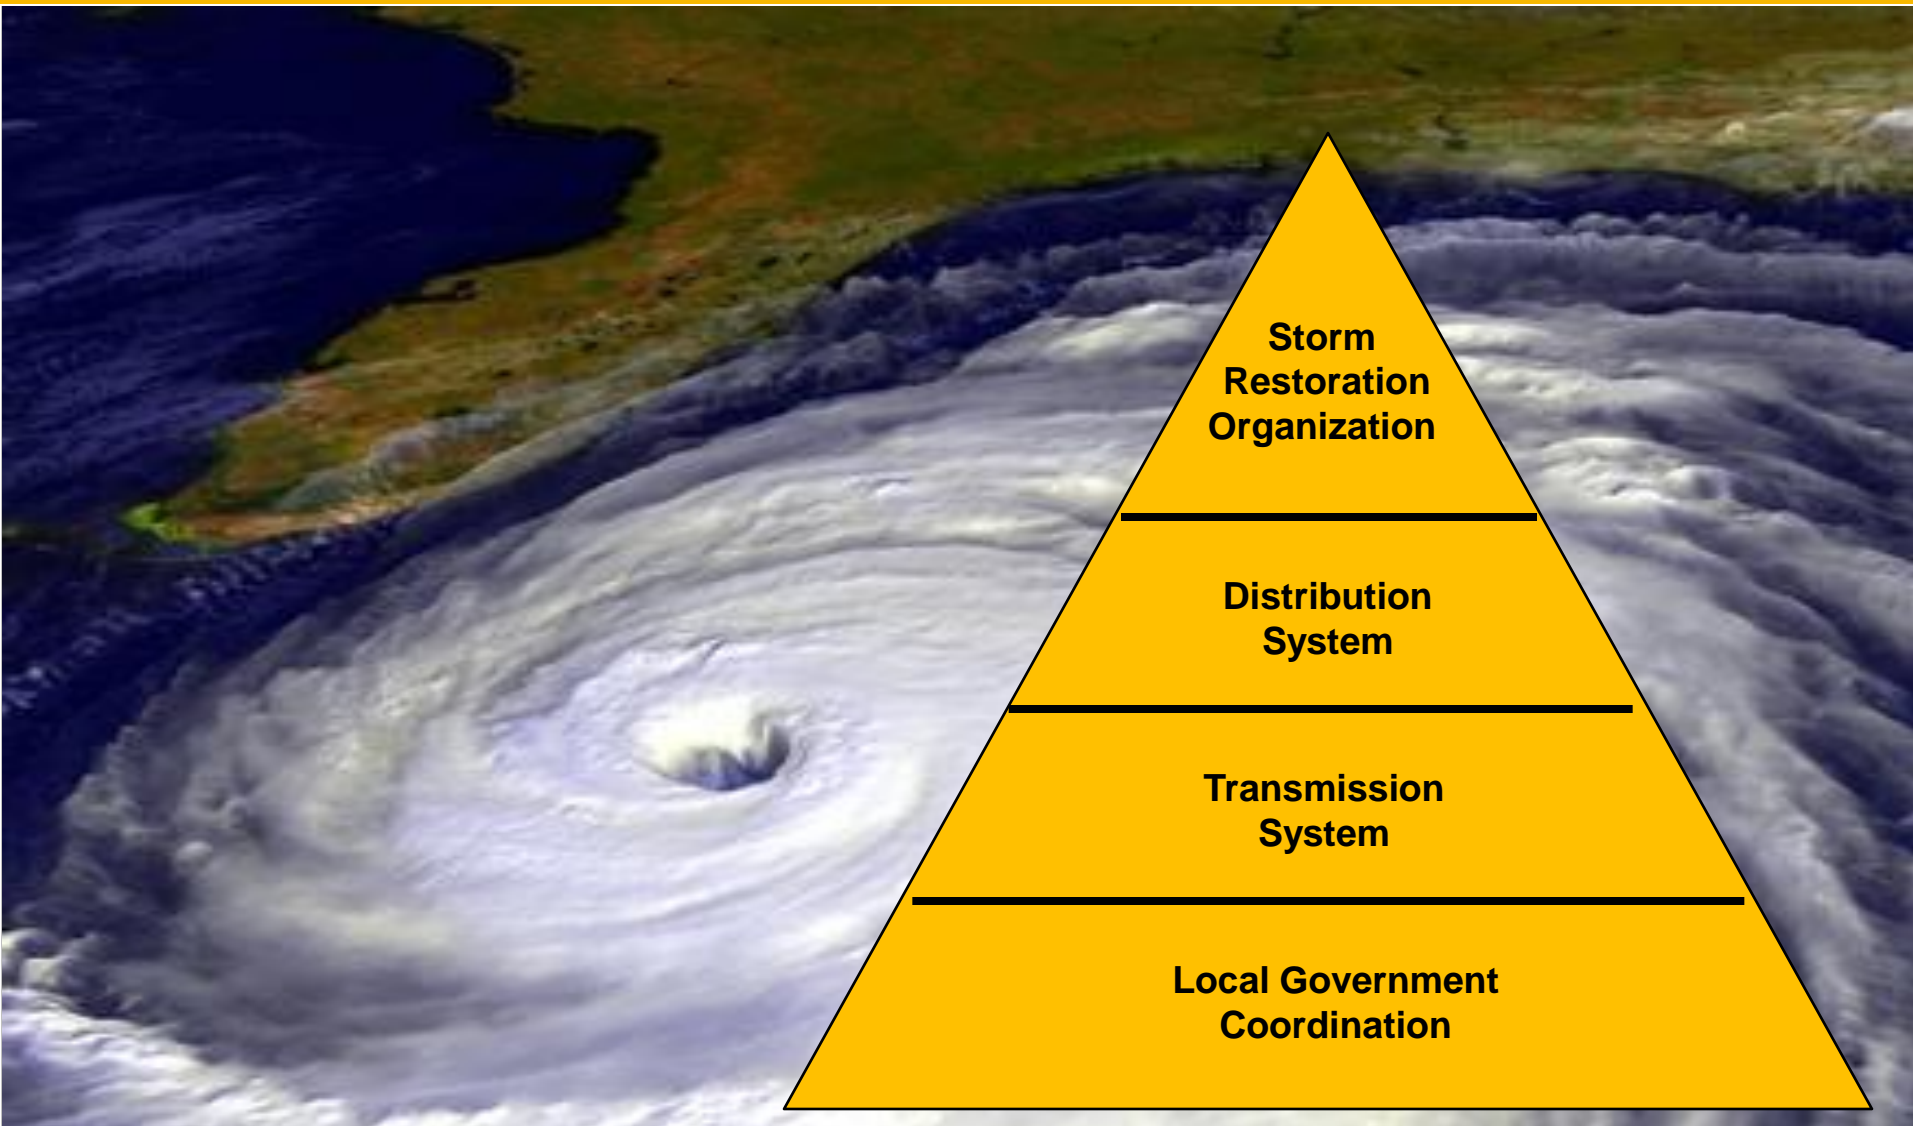 Storm
Restoration
Organization
Distribution
System
Transmission
System
Local Government
Coordination